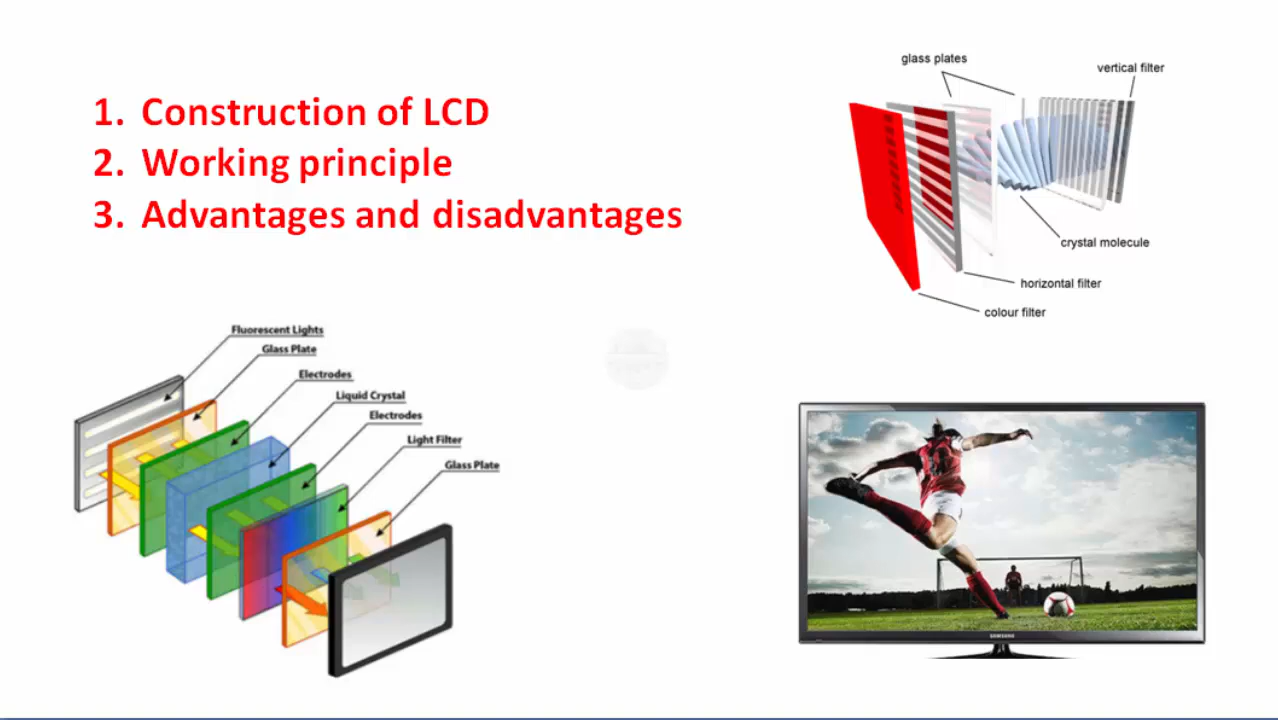 1. Construction of LCD
2. Working principle
3. Advantages and disadvantages
glass plates
vertical filter
crystal molecule
horizontal filter
colour filter
Fluorescent Lights
Glass Plate
Electrodes
Liquid Crystal
Electrodes
Light Filter
Glass Plate
SAMSUNG